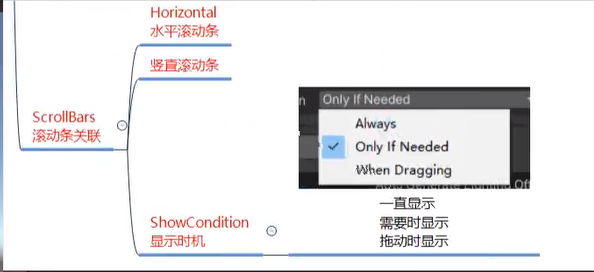 Horizontal
水平滚动条
竖直滚动条
ScrollBars
滚动条关联
Only If Needed
Always
Only If Needed
When Dragging
一直显示
需要时显示
拖动时显示
ShowCondition
显示时机